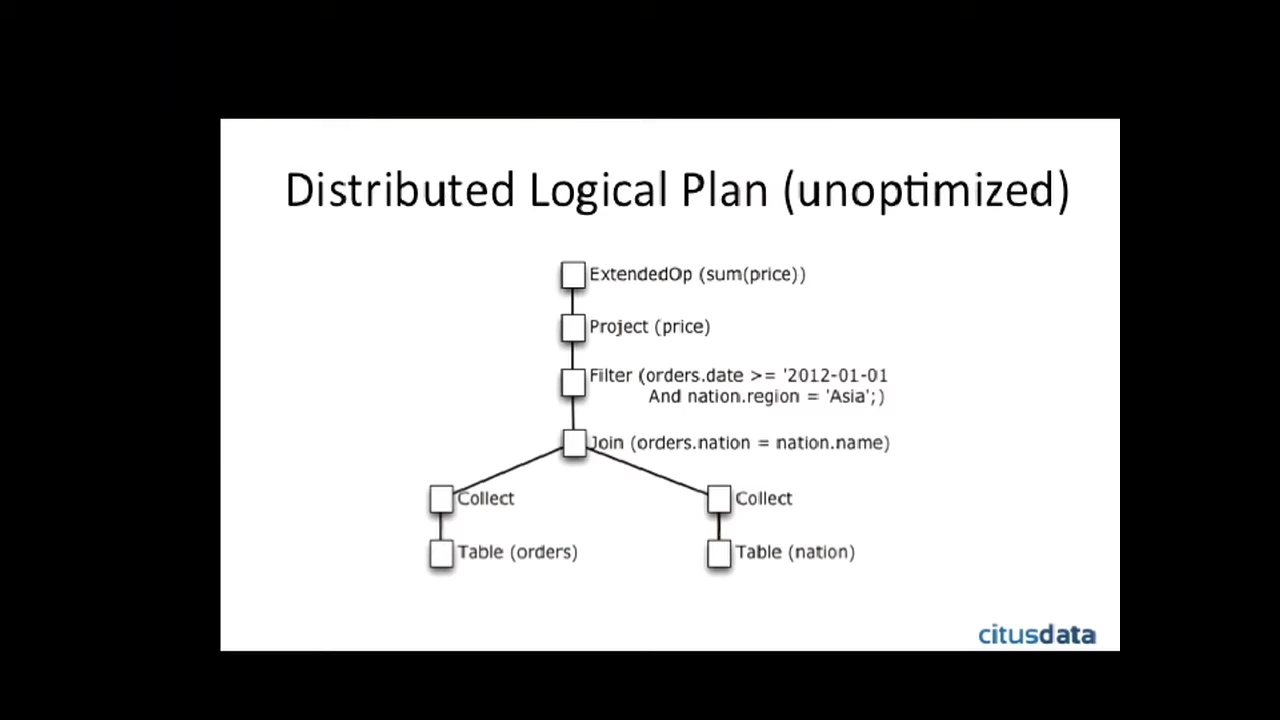 Distributed Logical Plan (unoptimized)
ExtendedOp (sum(price))
Project (price)
Filter (orders.date >= '2012-01-01
And nation.region = 'Asia';)
Join (orders.nation = nation.name)
Collect
Collect
Table (orders)
Table (nation)
citusdata